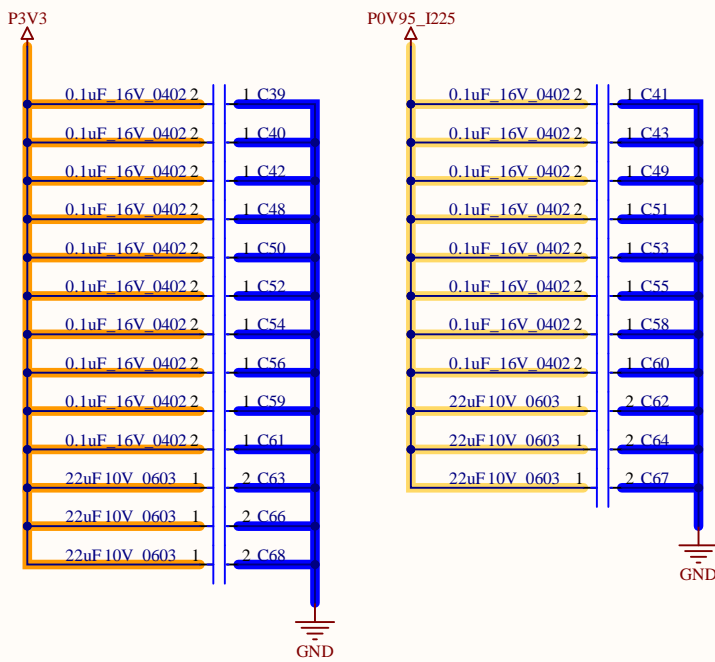 P3V3
0.1uF_16V_0402 2 1 C39
0.1uF_16V_0402 2 1 C40
0.1uF_16V_0402 2 1 C42
0.1uF_16V_0402 2 1 C48
0.1uF_16V_0402 2 1 C50
0.1uF_16V_0402 2 1 C52
0.1uF_16V_0402 2 1 C54
0.1uF_16V_0402 2 1 C56
0.1uF_16V_0402 2 1 C59
0.1uF_16V_0402 2 1 C61
22uF10V_0603 1 2 C63
22uF10V_0603 1 2 C66
22uF10V_0603 1 2 C68
GND
P0V95_I225
0.1uF_16V_0402 2 1 C41
0.1uF_16V_0402 2 1 C43
0.1uF_16V_0402 2 1 C49
0.1uF_16V_0402 2 1 C51
0.1uF_16V_0402 2 1 C53
0.1uF_16V_0402 2 1 C55
0.1uF_16V_0402 2 1 C58
0.1uF_16V_0402 2 1 C60
22uF10V_0603 1 2 C62
22uF10V_0603 1 2 C64
22uF10V_0603 1 2 C67
GND